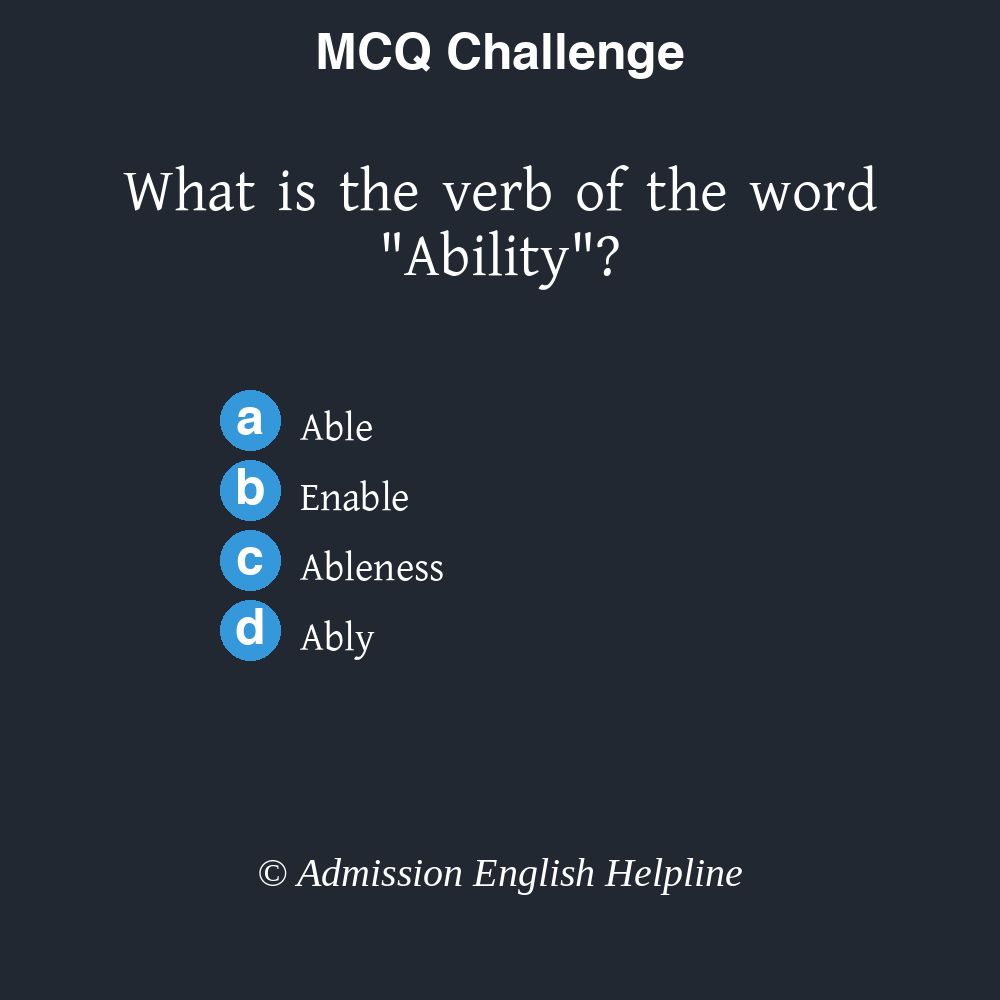 MCQ Challenge
What is the verb of the word
"Ability"?
a Able
b Enable
c Ableness
d Ably
© Admission English Helpline